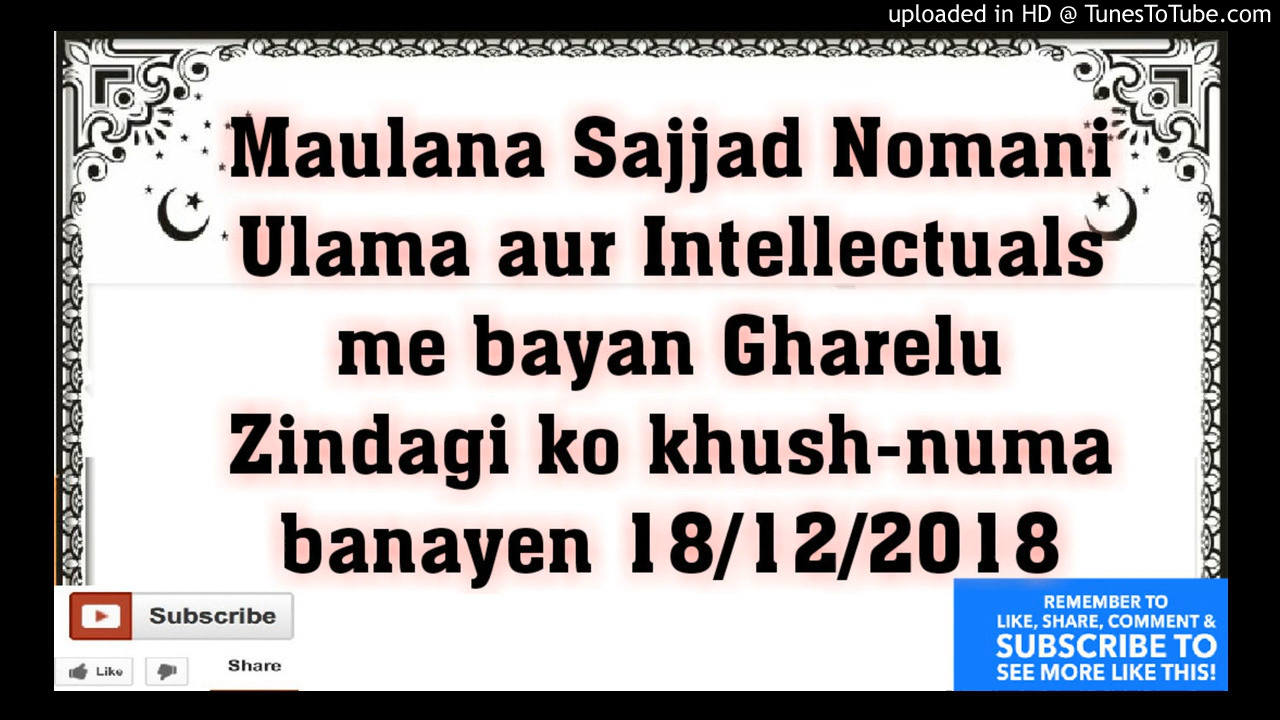 uploaded in HD @ TunesToTube.com
Maulana Sajjad Nomani
Ulama aur Intellectuals
me bayan Gharelu
Zindagi ko khush-numa
banayen 18/12/2018
Subscribe
Like
Share
REMEMBER TO
LIKE, SHARE, COMMENT &
SUBSCRIBE TO
SEE MORE LIKE THIS!